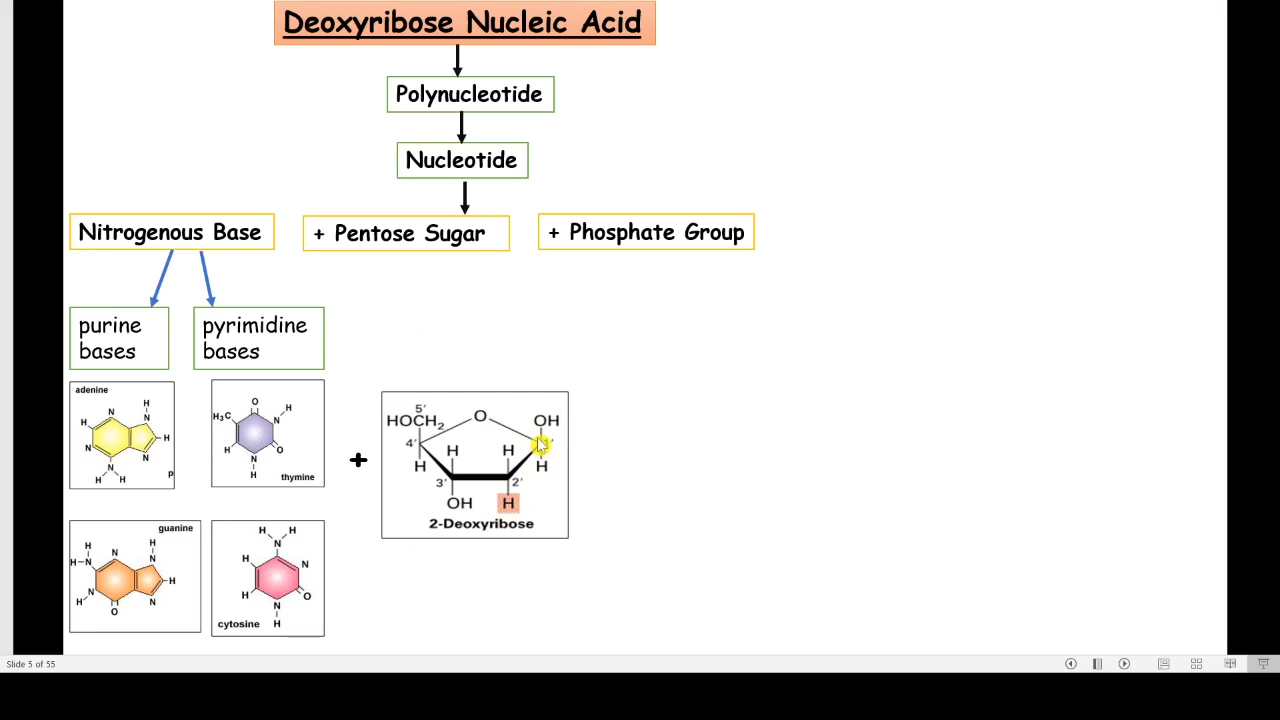 Deoxyribose Nucleic Acid
Polynucleotide
Nucleotide
Nitrogenous Base
+ Pentose Sugar
+ Phosphate Group
purine
bases
pyrimidine
bases
adenine
H
N
H
N
H
N
N
H
H
N
P
O
H
H3C
N
O
H
N
H
thymine
+
5'
HOCH2
O
OH
4'
H
H
H
H
3'
2'
OH
H
2-Deoxyribose
guanine
H
H
N
N
H
N
H
N
H
N
O
H
H
N
H
N
H
O
N
H
cytosine
Slide 5 of 55